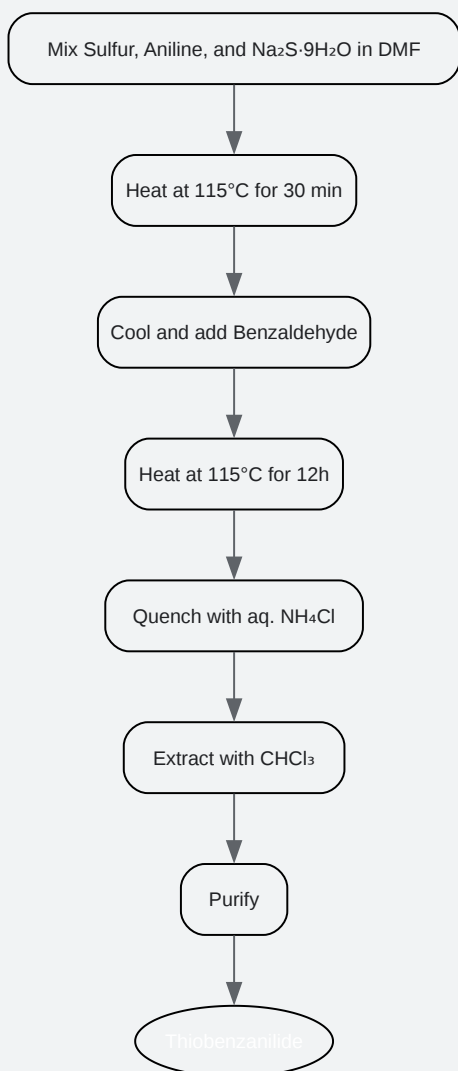 Mix Sulfur, Aniline, and Na₂S·9H₂O in DMF
Heat at 115°C for 30 min
Cool and add Benzaldehyde
Heat at 115°C for 12h
Quench with aq. NH₄Cl
Extract with CHCl₃
Purify
Thiobenzanilide